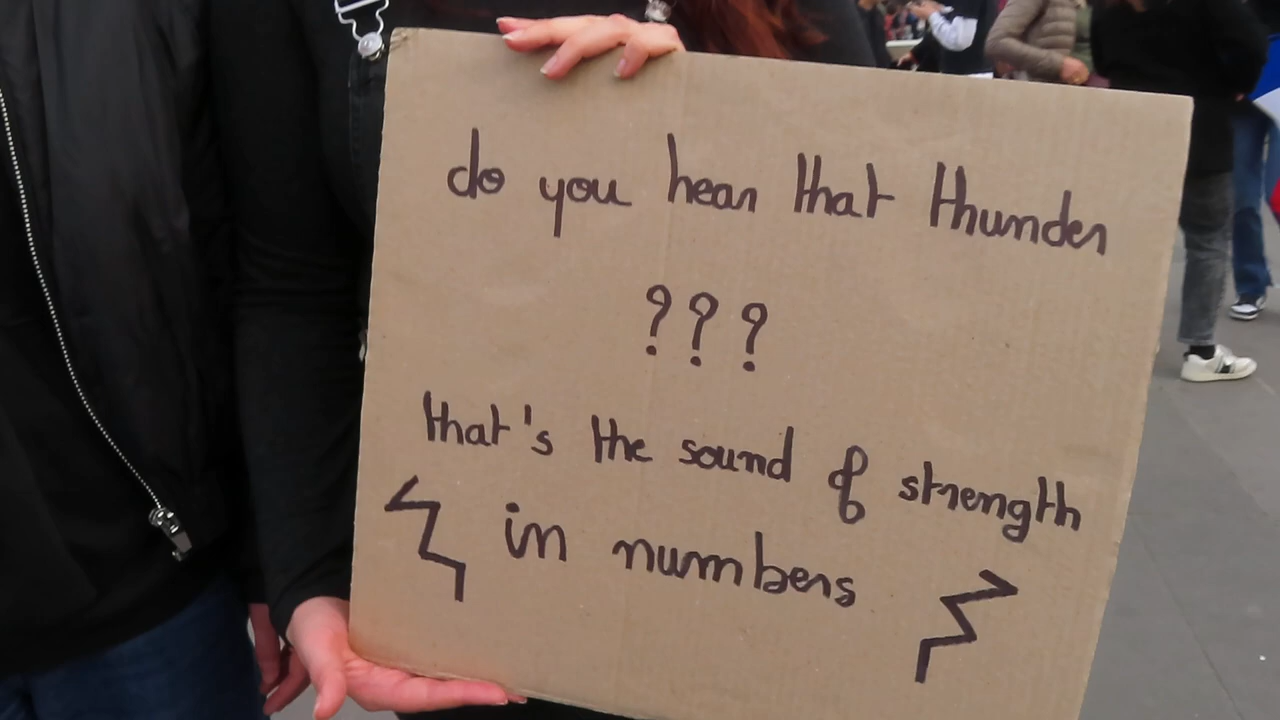 do you hear that thunder
???
that's the sound of strength
in numbers